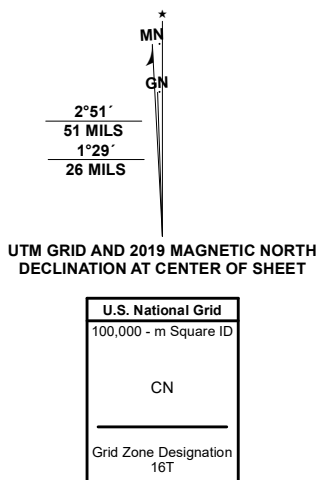 ★
MN
GN
2°51´
51 MILS
1°29´
26 MILS
UTM GRID AND 2019 MAGNETIC NORTH
DECLINATION AT CENTER OF SHEET
U.S. National Grid
100,000 - m Square ID
CN
Grid Zone Designation
16T